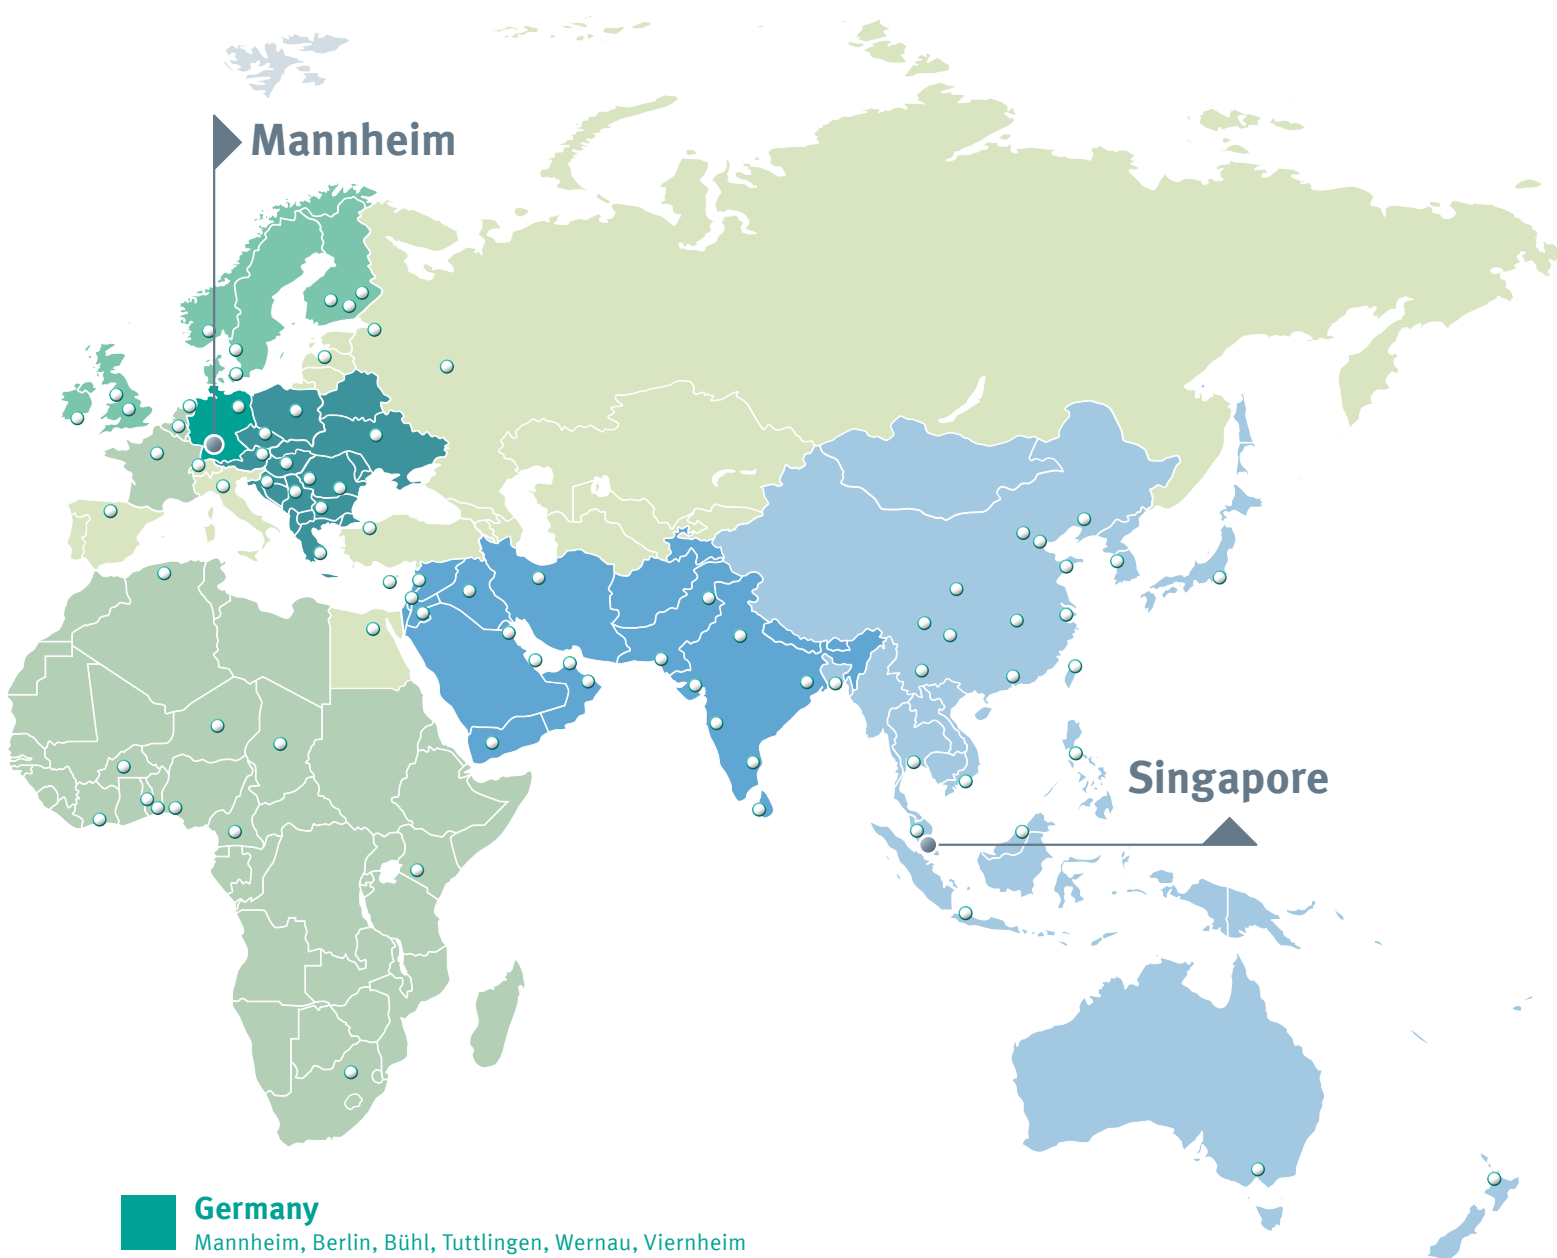 Mannheim
Singapore
Germany
Mannheim, Berlin, Bühl, Tuttlingen, Wernau, Viernheim